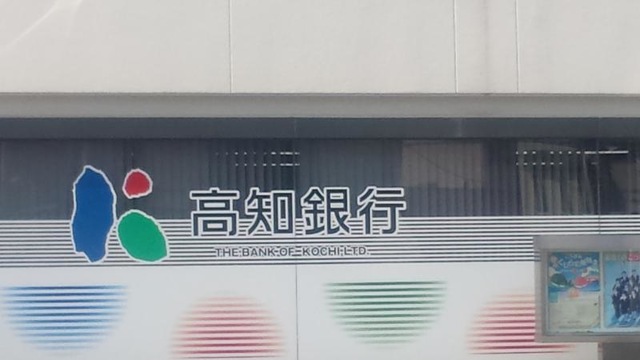 高知銀行
THE BANK OF KOCHI LTD.